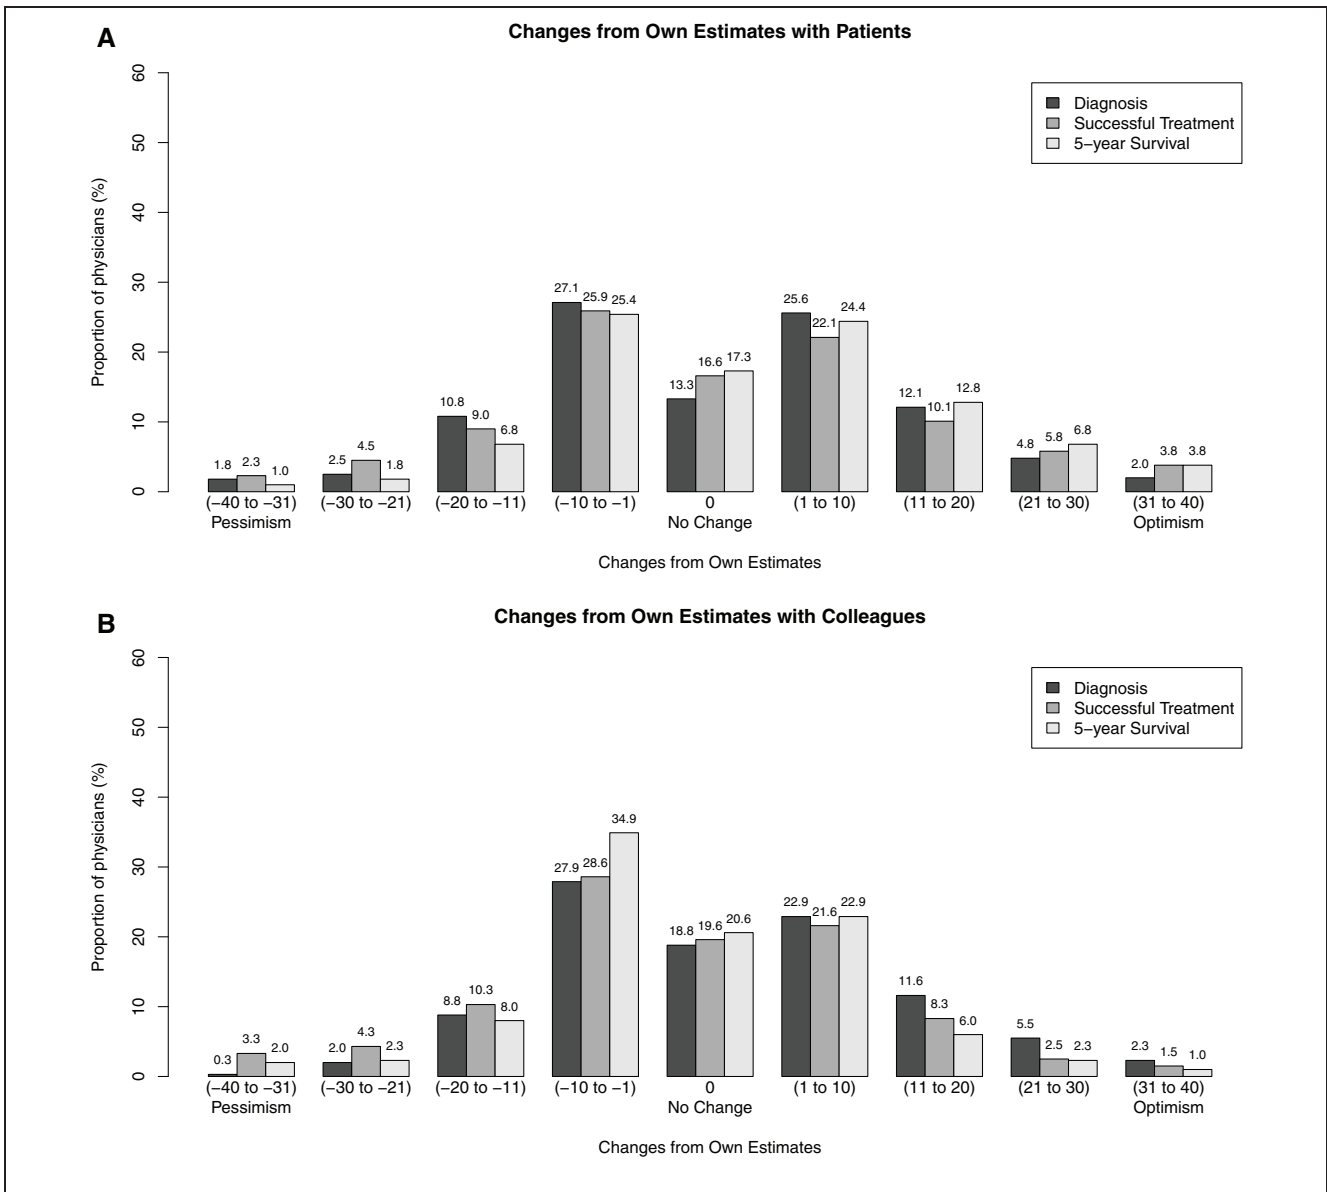 A
Changes from Own Estimates with Patients
Diagnosis
Successful Treatment
5−year Survival
Proportion of physicians (%)
60
50
40
30
20
10
0
1.8 2.3 1.0
2.5 4.5 1.8
10.8 9.0 6.8
27.1 25.9 25.4
13.3 16.6 17.3
25.6 22.1 24.4
12.1 10.1 12.8
4.8 5.8 6.8
2.0 3.8 3.8
(−40 to −31) (−30 to −21) (−20 to −11) (−10 to −1) 0 (1 to 10) (11 to 20) (21 to 30) (31 to 40)
Pessimism No Change Optimism
Changes from Own Estimates
B
Changes from Own Estimates with Colleagues
Diagnosis
Successful Treatment
5−year Survival
Proportion of physicians (%)
60
50
40
30
20
10
0
0.3 3.3 2.0
2.0 4.3 2.3
8.8 10.3 8.0
27.9 28.6 34.9
18.8 19.6 20.6
22.9 21.6 22.9
11.6 8.3 6.0
5.5 2.5 2.3
2.3 1.5 1.0
(−40 to −31) (−30 to −21) (−20 to −11) (−10 to −1) 0 (1 to 10) (11 to 20) (21 to 30) (31 to 40)
Pessimism No Change Optimism
Changes from Own Estimates